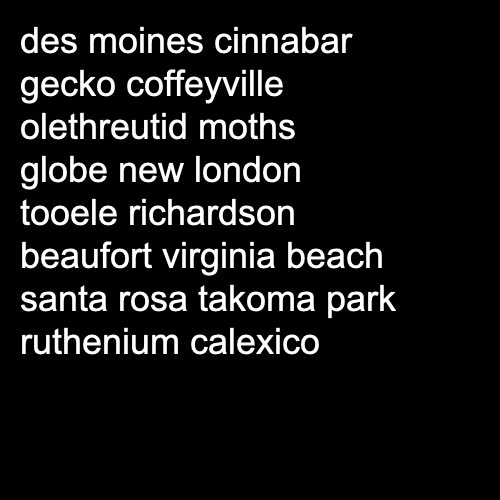 des moines cinnabar
gecko coffeyville
olethreutid moths
globe new london
tooele richardson
beaufort virginia beach
santa rosa takoma park
ruthenium calexico